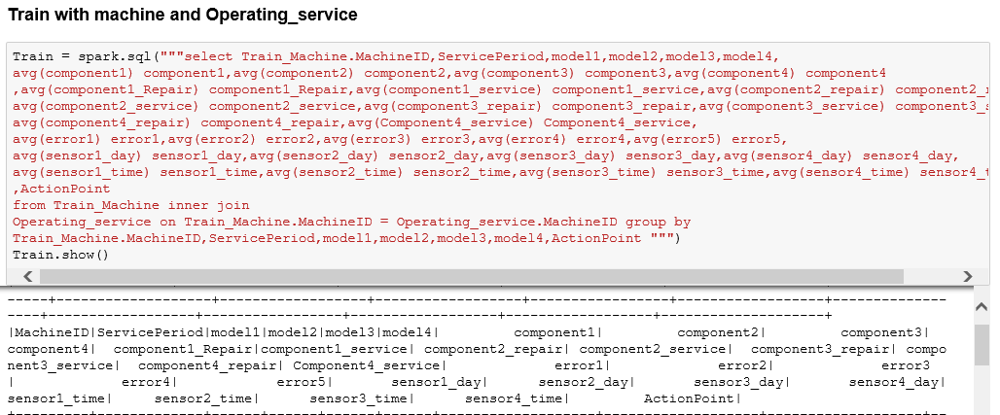 Train with machine and Operating_service
Train = spark.sql("""select Train_Machine.MachineID,ServicePeriod,model1,model2,model3,model4,
avg(component1) component1,avg(component2) component2,avg(component3) component3,avg(component4) component4
,avg(component1_Repair) component1_Repair,avg(component1_service) component1_service,avg(component2_repair) component2_
avg(component2_service) component2_service,avg(component3_repair) component3_repair,avg(component3_service) component3_s
avg(component4_repair) component4_repair,avg(Component4_service) Component4_service,
avg(error1) error1,avg(error2) error2,avg(error3) error3,avg(error4) error4,avg(error5) error5,
avg(sensor1_day) sensor1_day,avg(sensor2_day) sensor2_day,avg(sensor3_day) sensor3_day,avg(sensor4_day) sensor4_day,
avg(sensor1_time) sensor1_time,avg(sensor2_time) sensor2_time,avg(sensor3_time) sensor3_time,avg(sensor4_time) sensor4_t
,ActionPoint
from Train_Machine inner join
Operating_service on Train_Machine.MachineID = Operating_service.MachineID group by
Train_Machine.MachineID,ServicePeriod,model1,model2,model3,model4,ActionPoint """)
Train.show()
-----+--------------------+--------------------+-------------------+------------------+-------------------+--------------
----+-------------------+------------------+-------------------+-------------------+---------------------+
|MachineID|ServicePeriod|model1|model2|model3|model4| component1| component2| component3|
component4| component1_Repair|component1_service| component2_repair| component2_service| component3_repair| compo
nent3_service| component4_repair| Component4_service| error1| error2| error3
| error4| error5| sensor1_day| sensor2_day| sensor3_day| sensor4_day|
sensor1_time| sensor2_time| sensor3_time| sensor4_time| ActionPoint|
+---------+-------------+------+------+------+------+--------------------+--------------------+--------------------+--